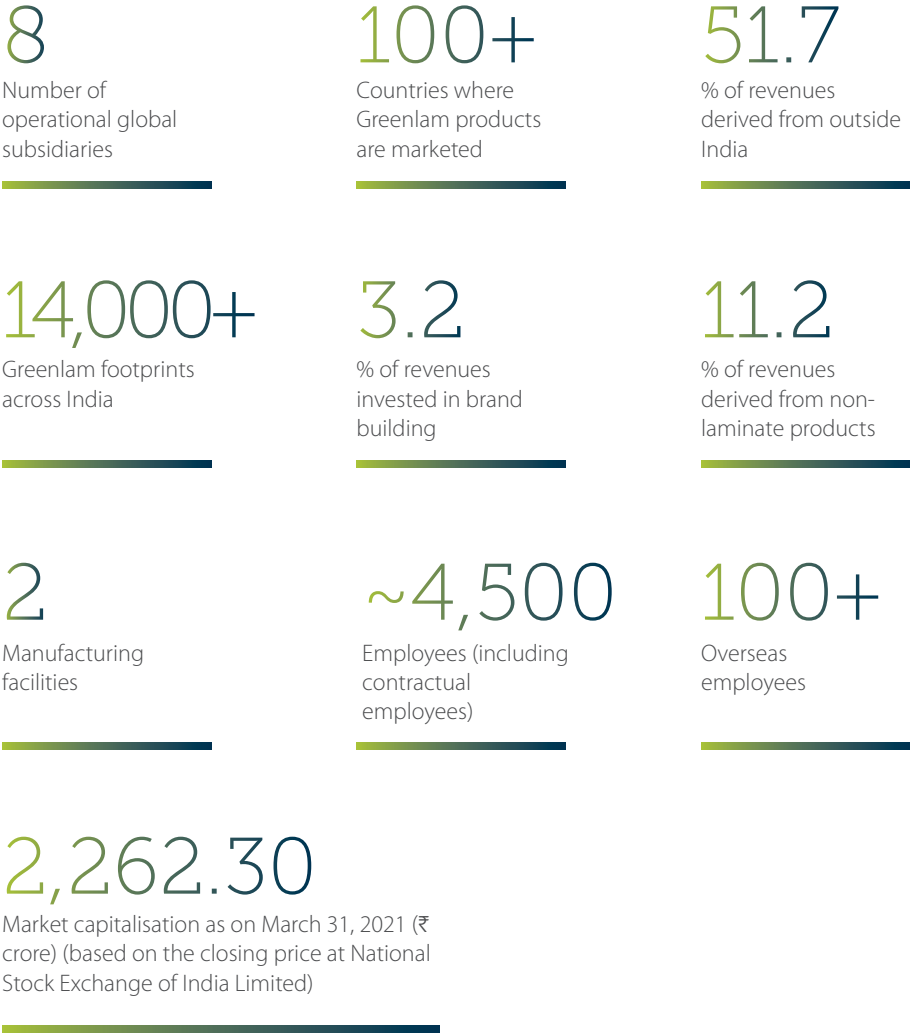 8
Number of
operational global
subsidiaries
100+
Countries where
Greenlam products
are marketed
51.7
% of revenues
derived from outside
India
14,000+
Greenlam footprints
across India
3.2
% of revenues
invested in brand
building
11.2
% of revenues
derived from non-
laminate products
2
Manufacturing
facilities
~4,500
Employees (including
contractual
employees)
100+
Overseas
employees
2,262.30
Market capitalisation as on March 31, 2021 (₹
crore) (based on the closing price at National
Stock Exchange of India Limited)